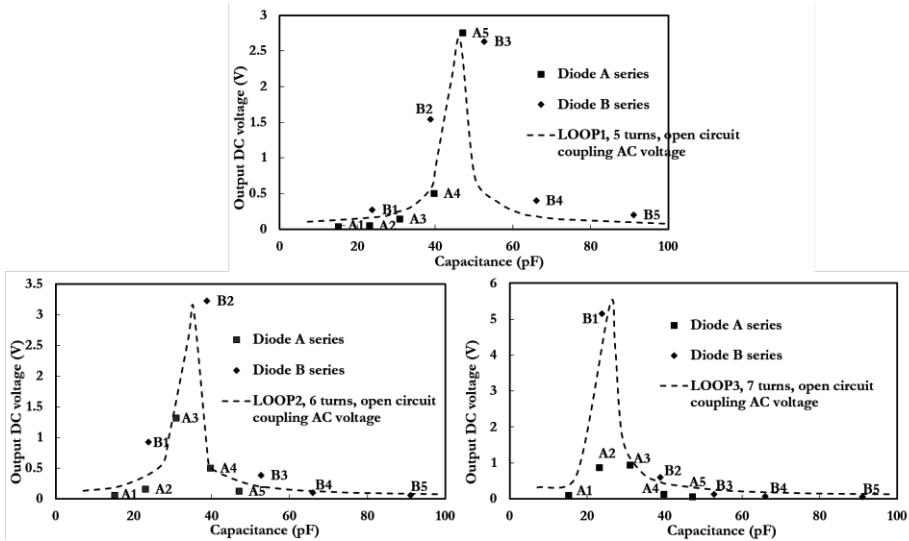 3
2.5
2
1.5
1
0.5
0
Output DC voltage (V)
A5
B3
B2
A4
B1
A3
A1 A2
B4
B5
Diode A series
Diode B series
LOOP1, 5 turns, open circuit
coupling AC voltage
0 20 40 60 80 100
Capacitance (pF)
3.5
3
2.5
2
1.5
1
0.5
0
Output DC voltage (V)
B2
A3
B1
A4
B3
A1 A2
A5
B4
B5
Diode A series
Diode B series
LOOP2, 6 turns, open circuit
coupling AC voltage
0 20 40 60 80 100
Capacitance (pF)
6
5
4
3
2
1
0
Output DC voltage (V)
B1
A2
A3
B2
A1
A4
A5
B3
B4
B5
Diode A series
Diode B series
LOOP3, 7 turns, open circuit
coupling AC voltage
0 20 40 60 80 100
Capacitance (pF)